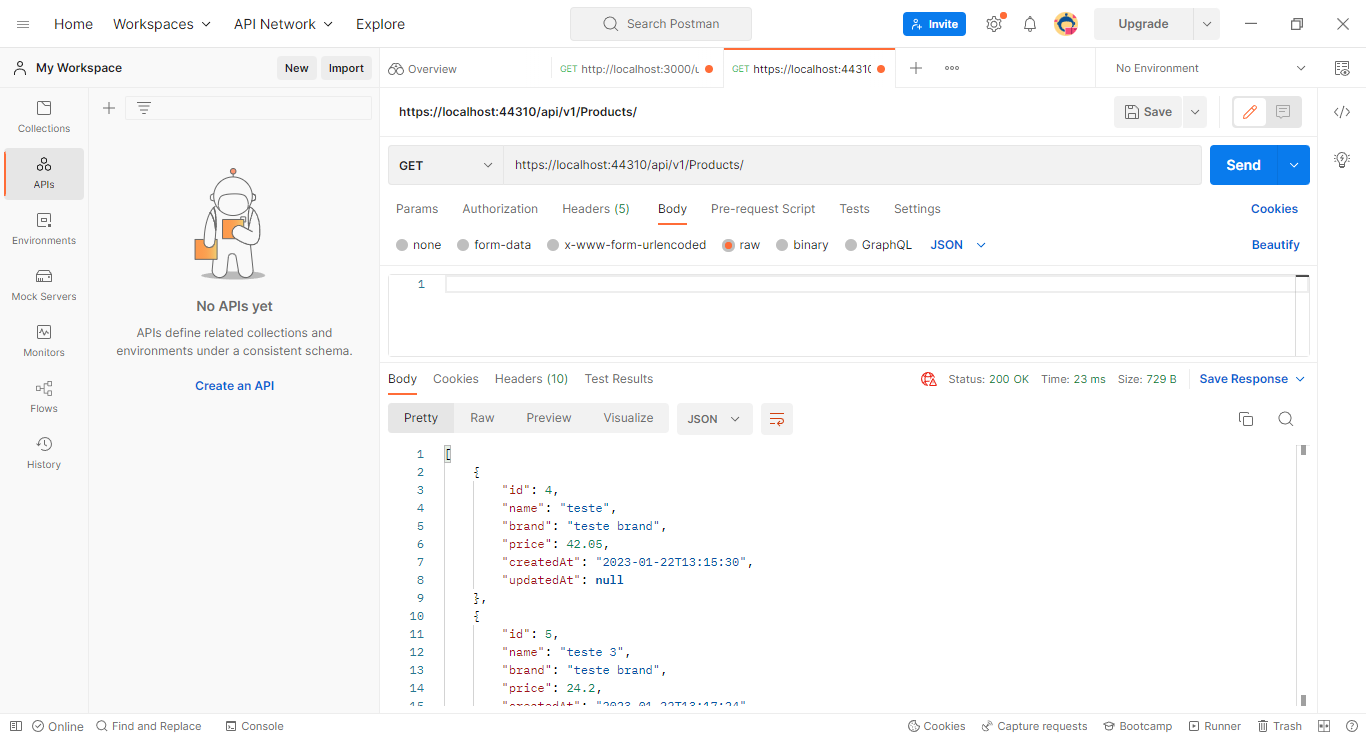 Home Workspaces API Network Explore Search Postman Invite Upgrade
My Workspace New Import Overview GET http://localhost:3000/u GET https://localhost:44310 No Environment
Collections
APIs
Environments
Mock Servers
Monitors
Flows
History
No APIs yet
APIs define related collections and
environments under a consistent schema.
Create an API
https://localhost:44310/api/v1/Products/ Save
GET https://localhost:44310/api/v1/Products/ Send
Params Authorization Headers (5) Body Pre-request Script Tests Settings Cookies
none form-data x-www-form-urlencoded raw binary GraphQL JSON Beautify
1
Body Cookies Headers (10) Test Results Status: 200 OK Time: 23 ms Size: 729 B Save Response
Pretty Raw Preview Visualize JSON
1 [
2 {
3 "id": 4,
4 "name": "teste",
5 "brand": "teste brand",
6 "price": 42.05,
7 "createdAt": "2023-01-22T13:15:30",
8 "updatedAt": null
9 },
10 {
11 "id": 5,
12 "name": "teste 3",
13 "brand": "teste brand",
14 "price": 24.2,
15 "createdAt": "2023-01-22T13:17:24"
Online Find and Replace Console Cookies Capture requests Bootcamp Runner Trash